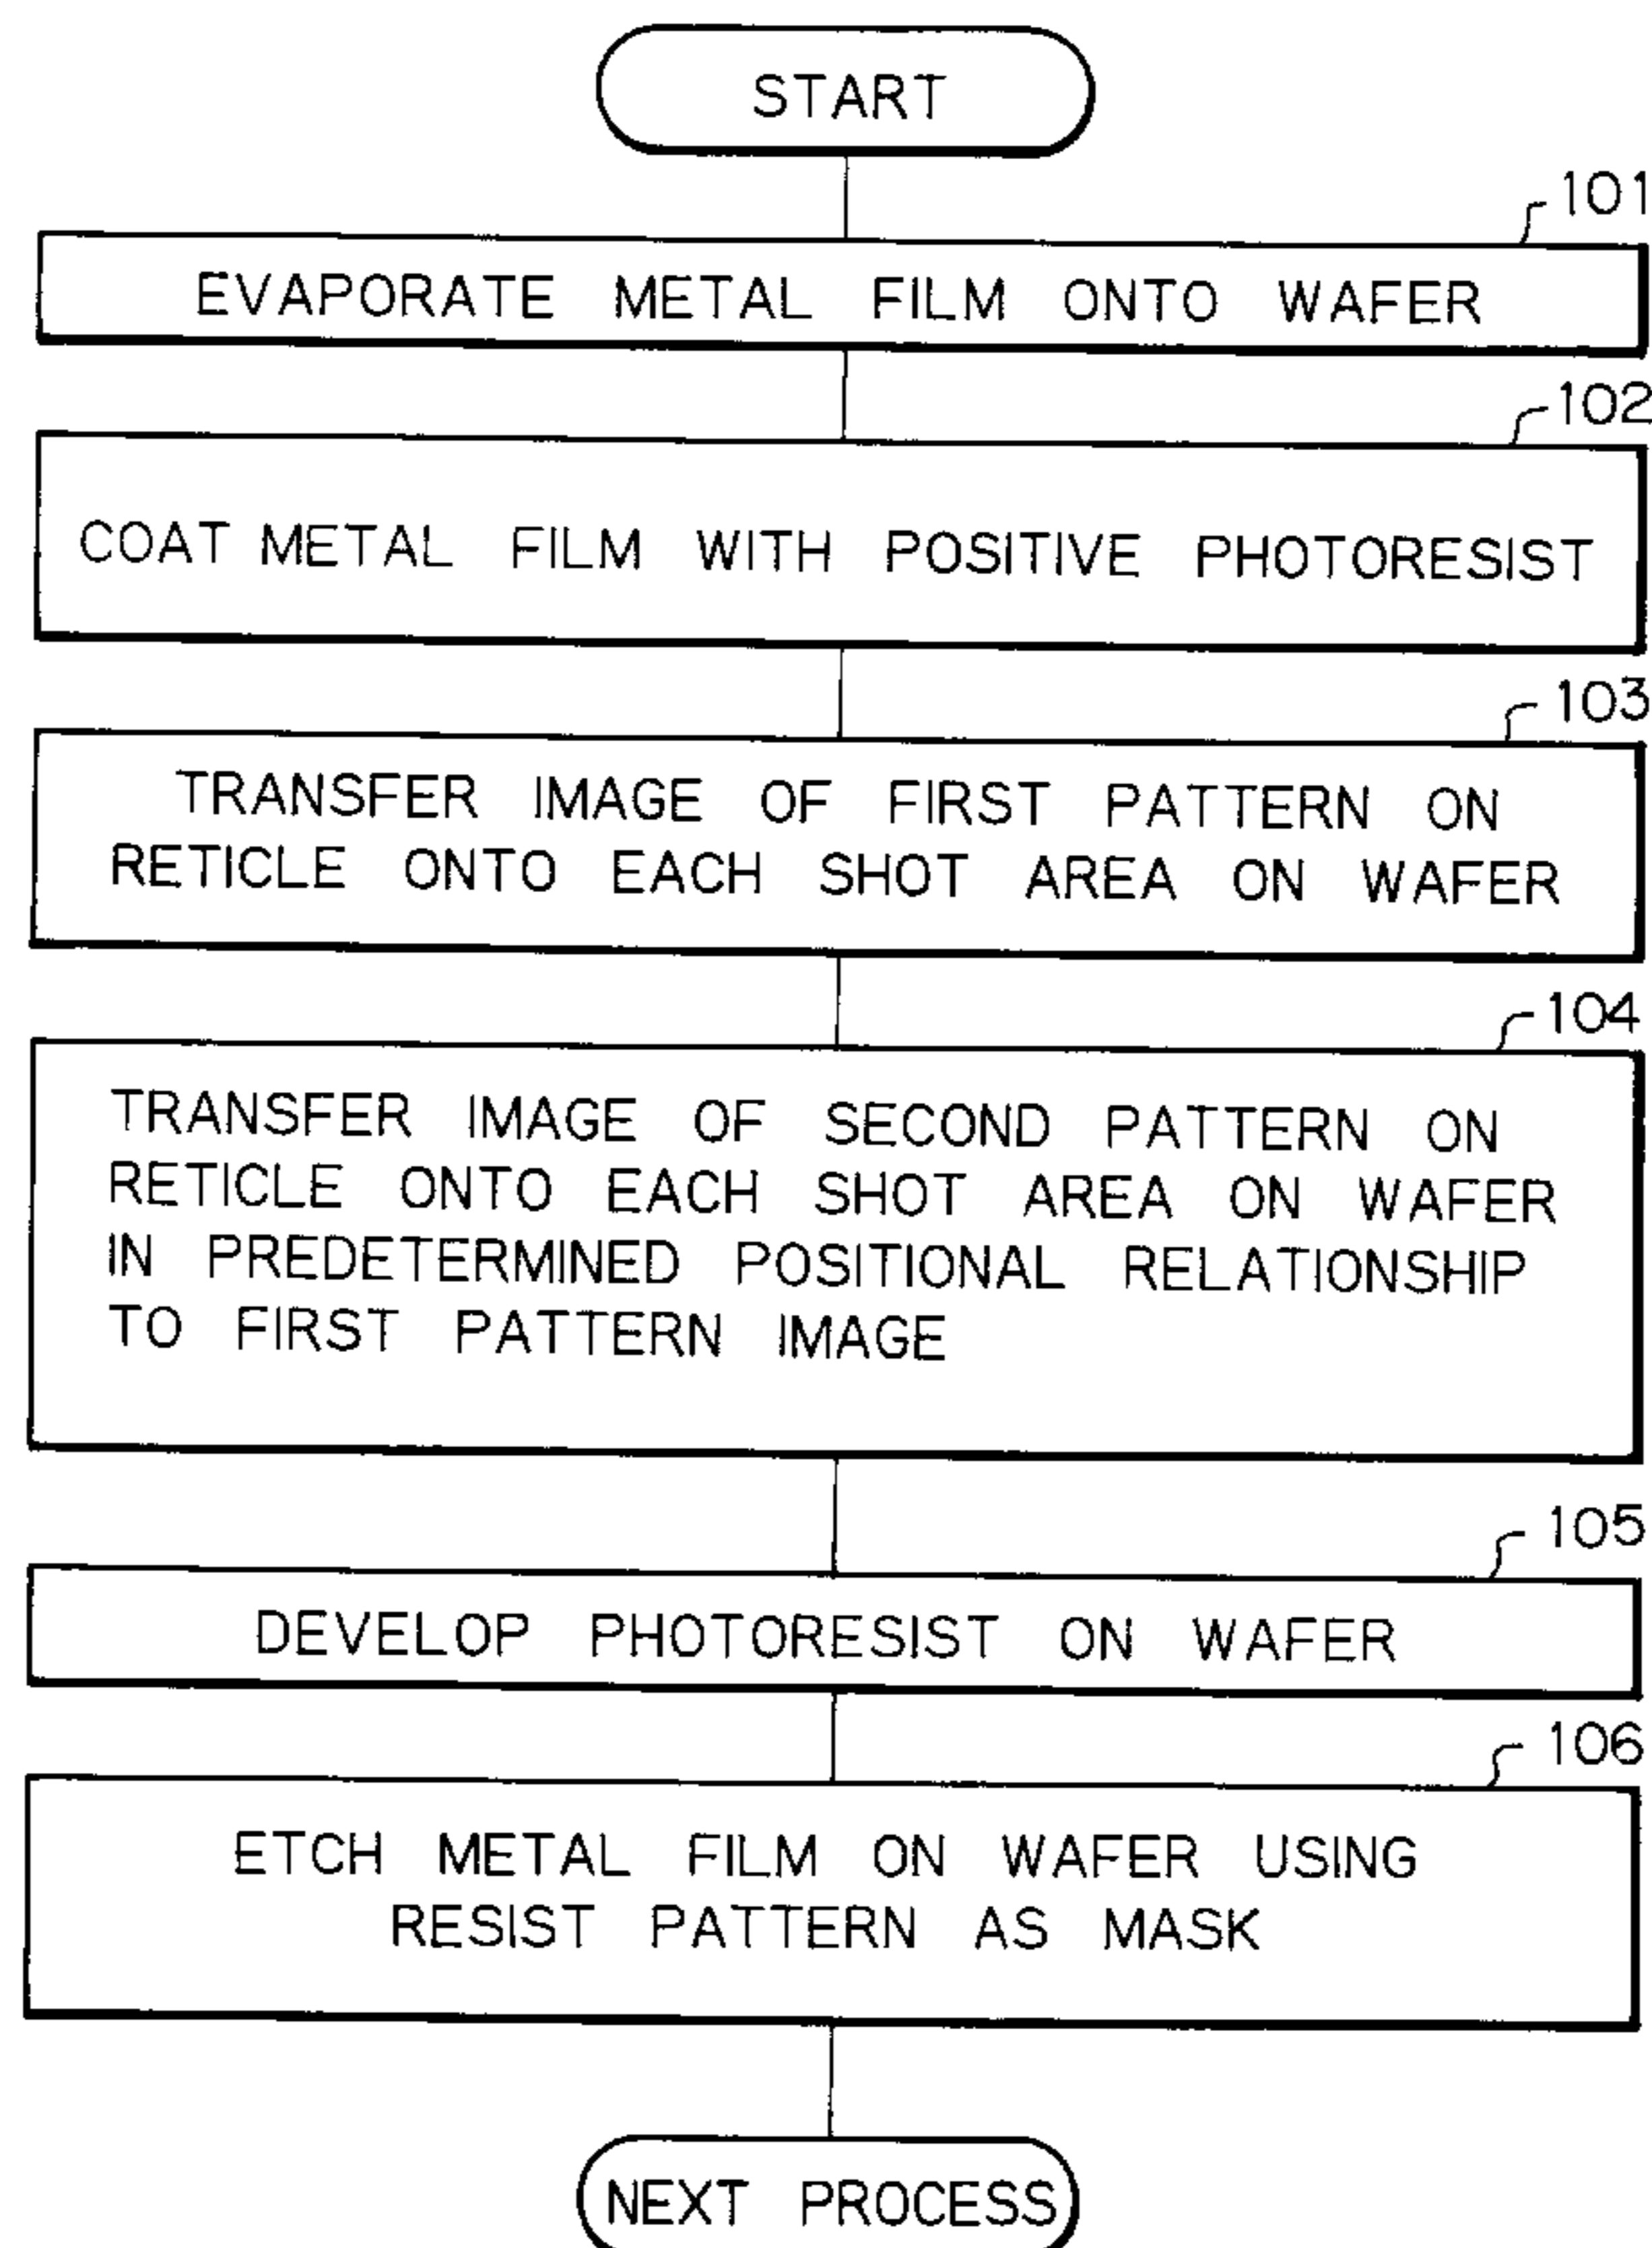 START
101
EVAPORATE METAL FILM ONTO WAFER
102
COAT METAL FILM WITH POSITIVE PHOTORESIST
103
TRANSFER IMAGE OF FIRST PATTERN ON
RETICLE ONTO EACH SHOT AREA ON WAFER
104
TRANSFER IMAGE OF SECOND PATTERN ON
RETICLE ONTO EACH SHOT AREA ON WAFER
IN PREDETERMINED POSITIONAL RELATIONSHIP
TO FIRST PATTERN IMAGE
105
DEVELOP PHOTORESIST ON WAFER
106
ETCH METAL FILM ON WAFER USING
RESIST PATTERN AS MASK
NEXT PROCESS